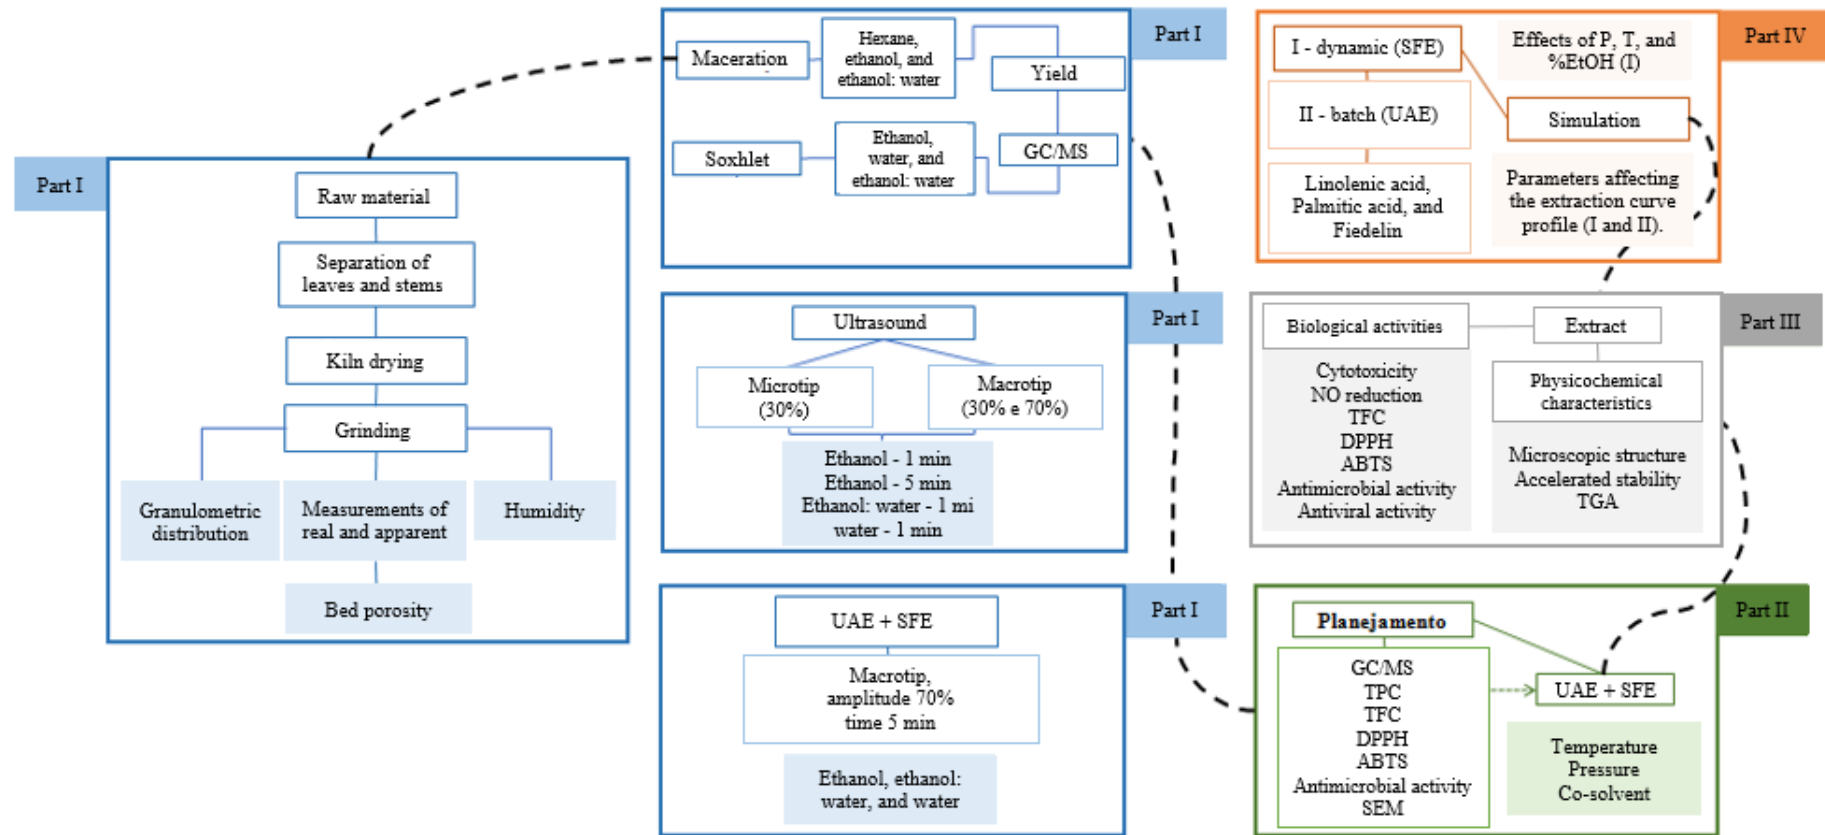 Part I
Raw material
Separation of
leaves and stems
Kiln drying
Grinding
Granulometric
distribution
Measurements of
real and apparent
Humidity
Bed porosity
Part I
Maceration
Hexane,
ethanol, and
ethanol: water
Yield
Soxhlet
Ethanol,
water, and
ethanol: water
GC/MS
Part I
Ultrasound
Microtip
(30%)
Macrotip
(30% e 70%)
Ethanol - 1 min
Ethanol - 5 min
Ethanol: water - 1 mi
water - 1 min
Part I
UAE + SFE
Macrotip,
amplitude 70%
time 5 min
Ethanol, ethanol:
water, and water
Part IV
I - dynamic (SFE)
Effects of P, T, and
%EtOH (I)
II - batch (UAE)
Simulation
Linolenic acid,
Palmitic acid, and
Fiedelin
Parameters affecting
the extraction curve
profile (I and II).
Part III
Biological activities
Extract
Cytotoxicity
NO reduction
TFC
DPPH
ABTS
Antimicrobial activity
Antiviral activity
Physicochemical
characteristics
Microscopic structure
Accelerated stability
TGA
Part II
Planejamento
GC/MS
TPC
TFC
DPPH
ABTS
Antimicrobial activity
SEM
UAE + SFE
Temperature
Pressure
Co-solvent